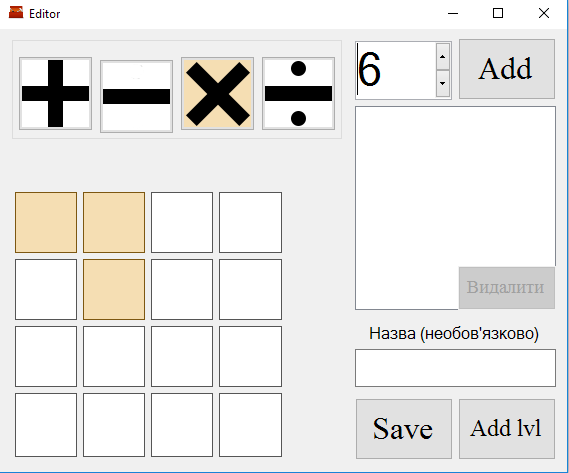 Editor
6
Add
Видалити
Назва (необов'язково)
Save
Add lvl